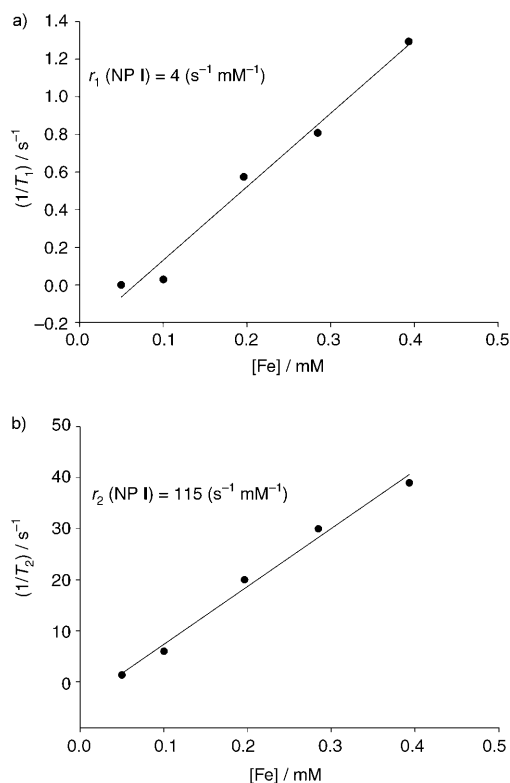 a)
1.4
1.2
1.0
0.8
0.6
0.4
0.2
0.0
–0.2
(1/T₁) / s⁻¹
r₁ (NP I) = 4 (s⁻¹ mM⁻¹)
0.0 0.1 0.2 0.3 0.4 0.5
[Fe] / mM
b)
50
40
30
20
10
0
(1/T₂) / s⁻¹
r₂ (NP I) = 115 (s⁻¹ mM⁻¹)
0.0 0.1 0.2 0.3 0.4 0.5
[Fe] / mM